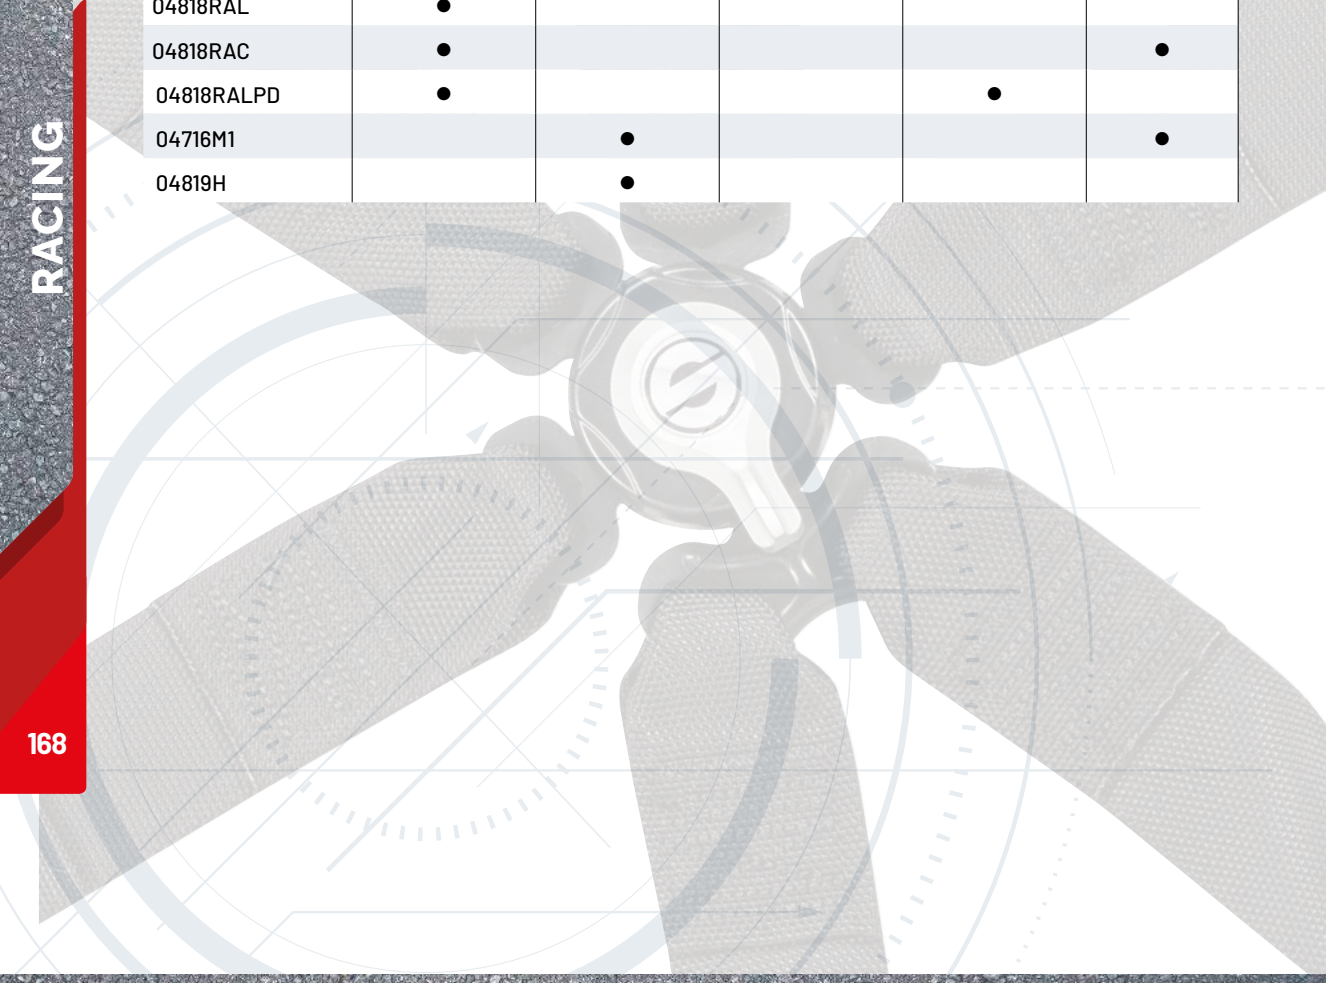 04818RAL ●
04818RAC ● ●
04818RALPD ● ●
04716M1 ● ●
04819H ●
RACING
168